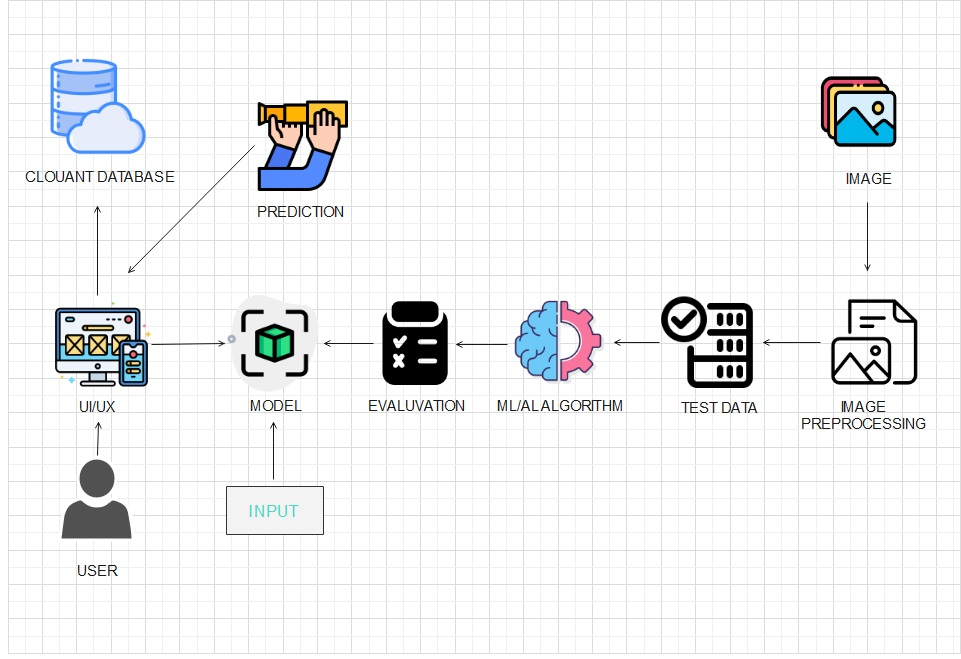 CLOUANT DATABASE
PREDICTION
IMAGE
UI/UX
MODEL
EVALUVATION
ML/AL ALGORITHM
TEST DATA
IMAGE
PREPROCESSING
INPUT
USER